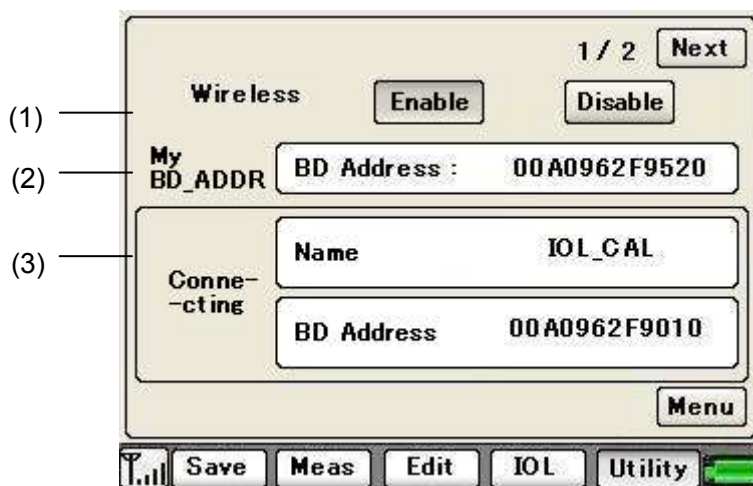 1 / 2 Next
(1) Wireless Enable Disable
(2) My BD_ADDR BD Address : 00A0962F9520
(3) Conne-
-cting
Name IOL_CAL
BD Address 00A0962F9010
Menu
Save Meas Edit IOL Utility